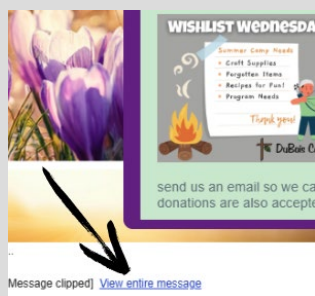 WISHLIST WEDNESDA
Summer Camp Needs
• Craft Supplies
• Forgotten Items
• Recipes for Fun!
• Program Needs
Thank you!
DuBois C
send us an email so we ca
donations are also accepte
..
Message clipped]  View entire message